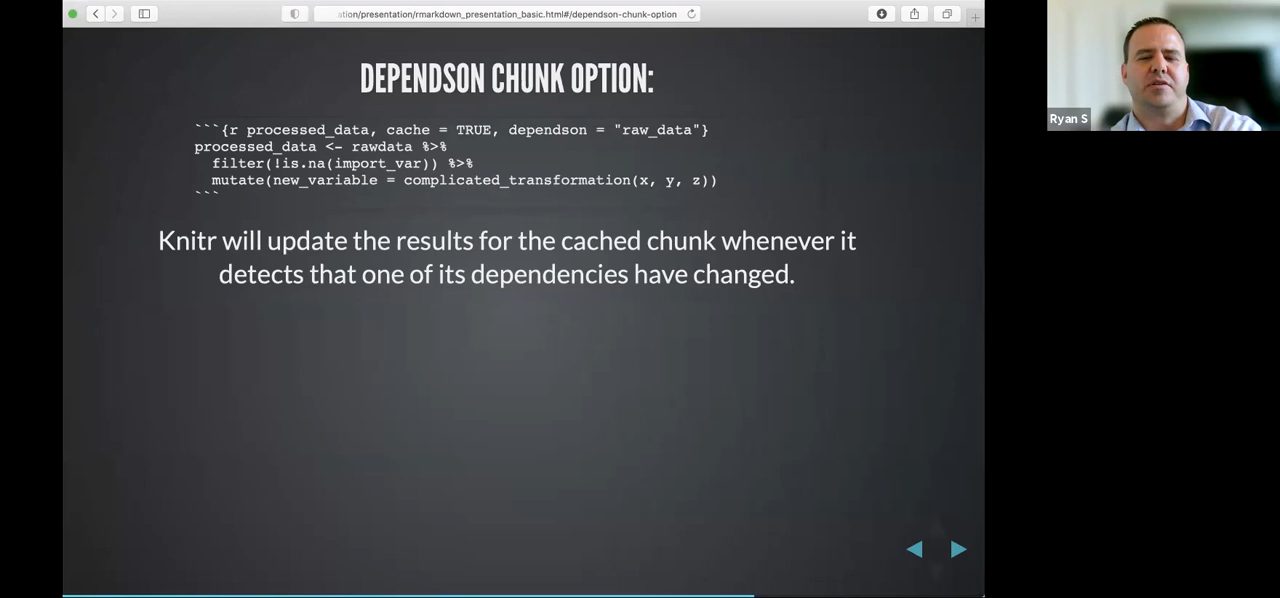 ation/presentation/rmarkdown_presentation_basic.html#/dependson-chunk-option
DEPENDSON CHUNK OPTION:
```{r processed_data, cache = TRUE, dependson = "raw_data"}
processed_data <- rawdata %>%
  filter(!is.na(import_var)) %>%
  mutate(new_variable = complicated_transformation(x, y, z))
```
Knitr will update the results for the cached chunk whenever it
detects that one of its dependencies have changed.
Ryan S